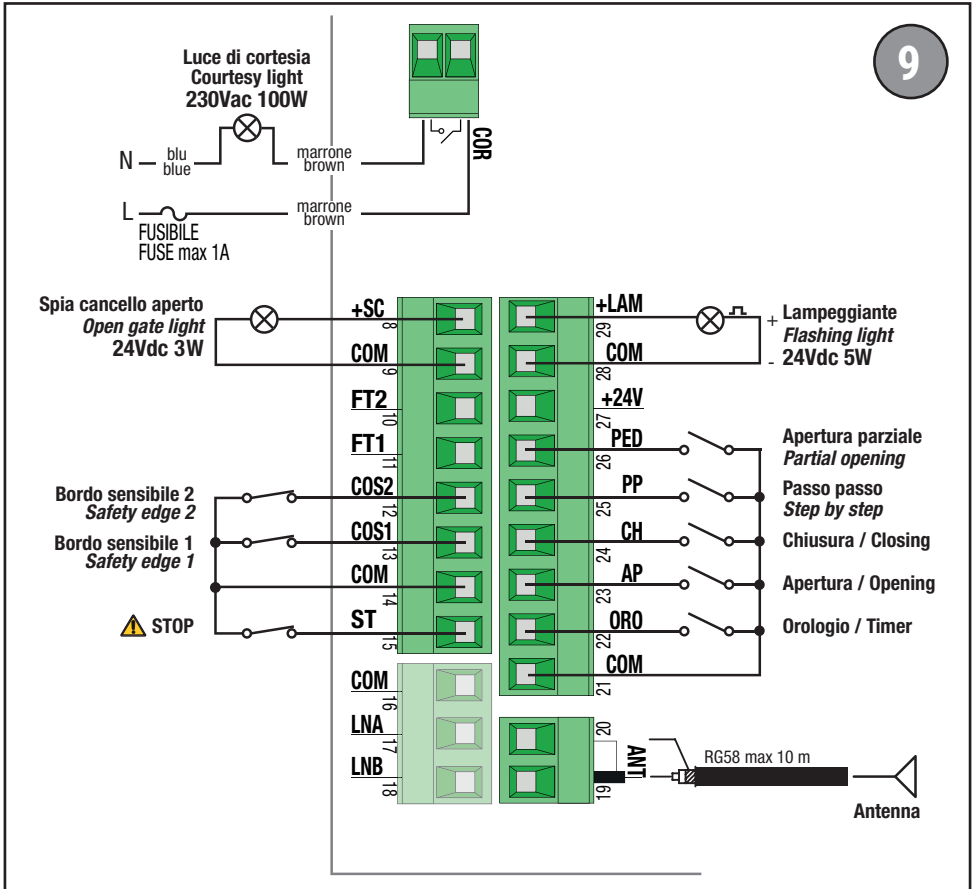 9
Luce di cortesia
Courtesy light
230Vac 100W
N
blu
blue
marrone
brown
COR
L
marrone
brown
FUSIBILE
FUSE max 1A
Spia cancello aperto
Open gate light
24Vdc 3W
+SC
8
COM
9
FT2
10
FT1
11
Bordo sensibile 2
Safety edge 2
COS2
12
Bordo sensibile 1
Safety edge 1
COS1
13
COM
14
STOP
ST
15
COM
16
LNA
17
LNB
18
+LAM
29
+ Lampeggiante
Flashing light
- 24Vdc 5W
COM
28
+24V
27
PED
26
Apertura parziale
Partial opening
PP
25
Passo passo
Step by step
CH
24
Chiusura / Closing
AP
23
Apertura / Opening
ORO
22
Orologio / Timer
COM
21
20
ANT
19
RG58 max 10 m
Antenna